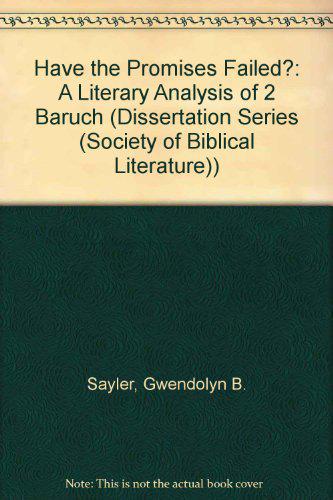 Have the Promises Failed?:
A Literary Analysis of 2
Baruch (Dissertation Series
(Society of Biblical
Literature))
Sayler, Gwendolyn B.
Note: This is not the actual book cover